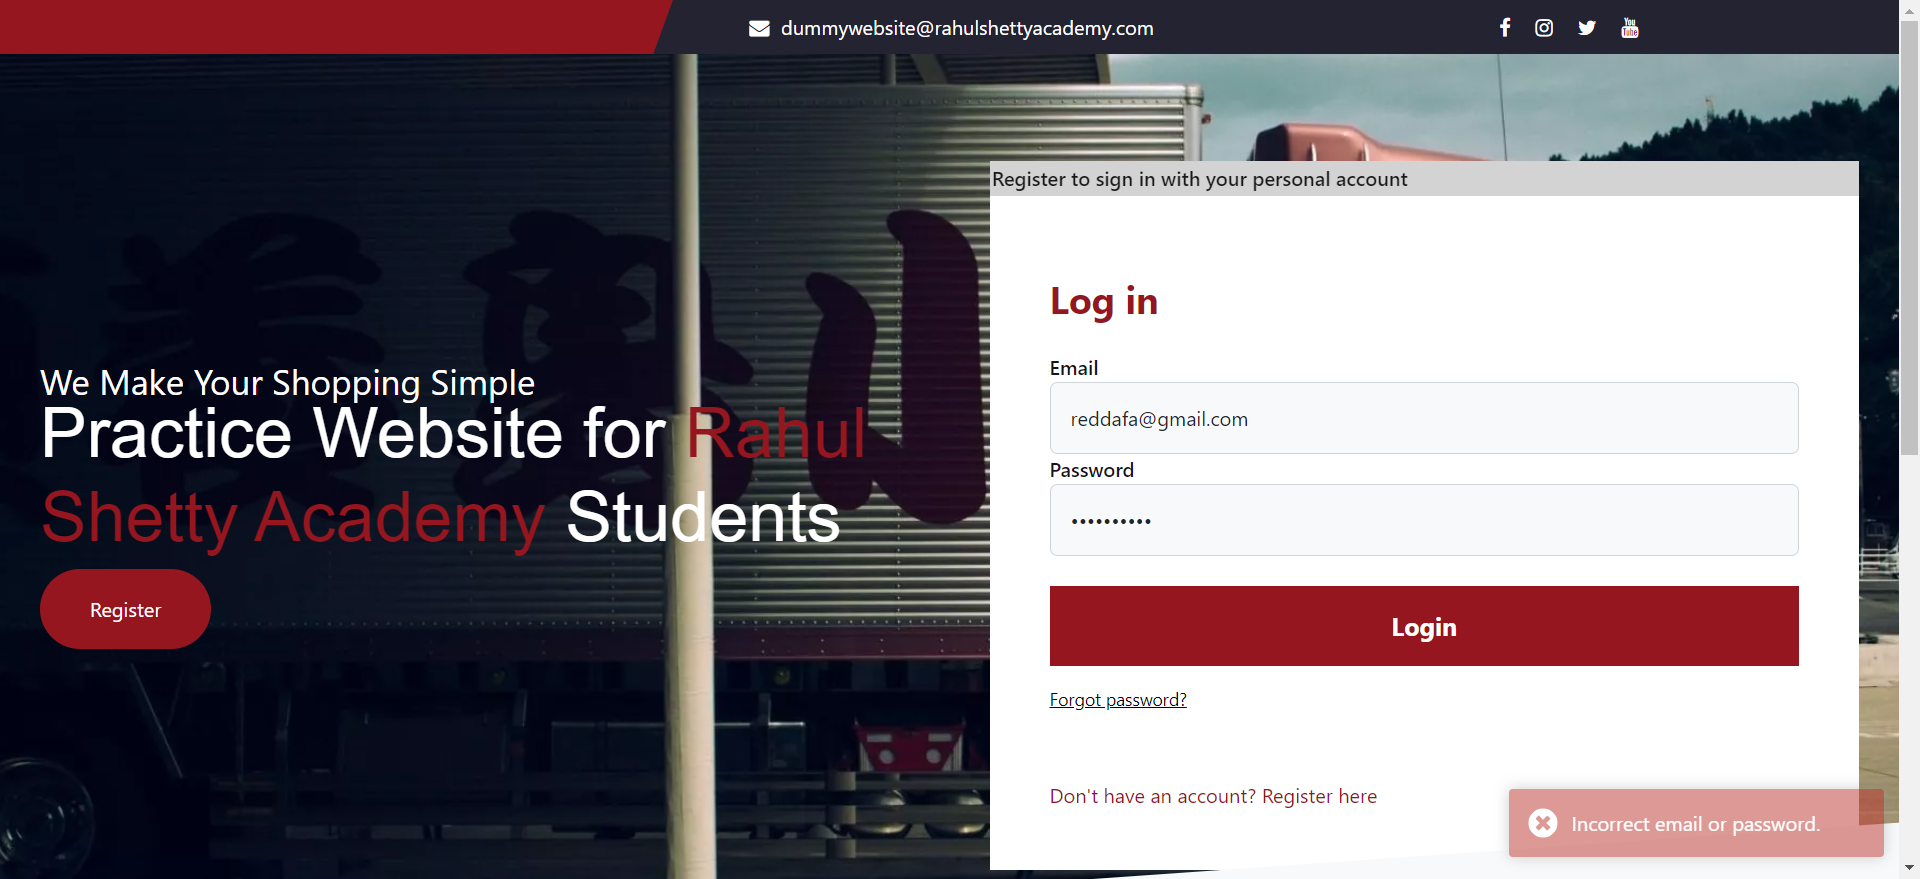 dummywebsite@rahulshettyacademy.com
We Make Your Shopping Simple
Practice Website for Rahul
Shetty Academy Students
Register
Register to sign in with your personal account
Log in
Email
reddafa@gmail.com
Password
••••••••••
Login
Forgot password?
Don't have an account? Register here
Incorrect email or password.